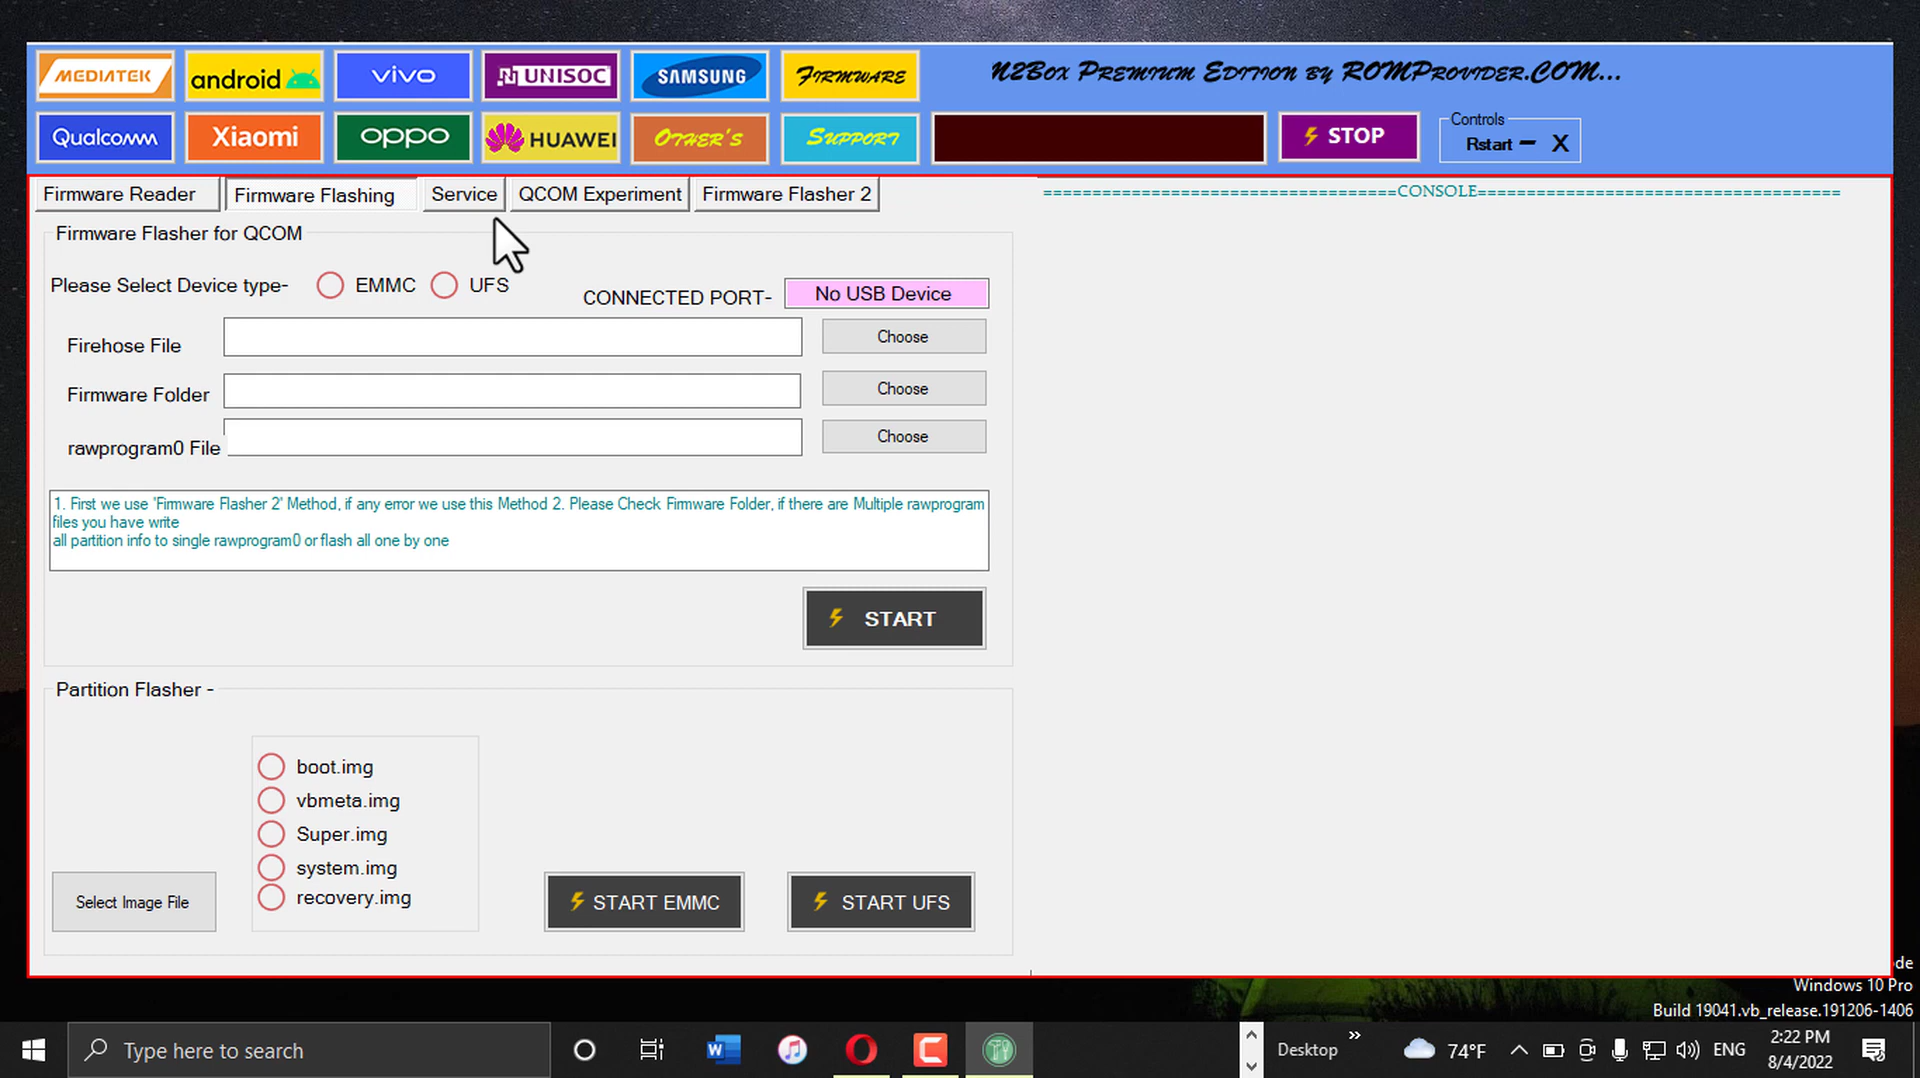 MEDIATEK android vivo UNISOC SAMSUNG FIRMWARE N2BOX PREMIUM EDITION BY ROMPROVIDER.COM...
Qualcomm Xiaomi oppo HUAWEI OTHER'S SUPPORT STOP Controls Rstart X
Firmware Reader Firmware Flashing Service QCOM Experiment Firmware Flasher 2
====================================CONSOLE=====================================
Firmware Flasher for QCOM
Please Select Device type- EMMC UFS CONNECTED PORT- No USB Device
Firehose File Choose
Firmware Folder Choose
rawprogram0 File Choose
1. First we use 'Firmware Flasher 2' Method, if any error we use this Method 2. Please Check Firmware Folder, if there are Multiple rawprogram
files you have write
all partition info to single rawprogram0 or flash all one by one
START
Partition Flasher -
boot.img
vbmeta.img
Super.img
system.img
recovery.img
Select Image File START EMMC START UFS
de
Windows 10 Pro
Build 19041.vb_release.191206-1406
Type here to search Desktop 74°F ENG 2:22 PM
8/4/2022